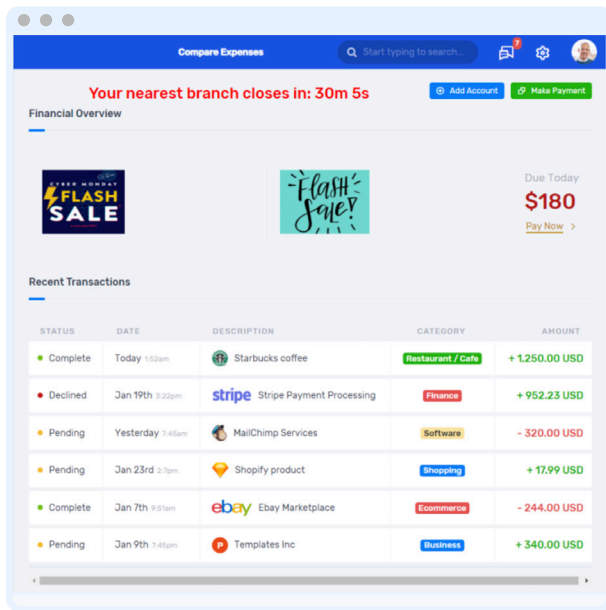 Compare Expenses
Start typing to search...
7
Your nearest branch closes in: 30m 5s
Add Account
Make Payment
Financial Overview
CYBER MONDAY
FLASH
SALE
Flash
Sale!
Due Today
$180
Pay Now
Recent Transactions
STATUS DATE DESCRIPTION CATEGORY AMOUNT
Complete Today 1:52am Starbucks coffee Restaurant / Cafe + 1,250.00 USD
Declined Jan 19th 3:22pm stripe Stripe Payment Processing Finance + 952.23 USD
Pending Yesterday 7:45am MailChimp Services Software - 320.00 USD
Pending Jan 23rd 2:7pm Shopify product Shopping + 17.99 USD
Complete Jan 7th 9:51am ebay Ebay Marketplace Ecommerce - 244.00 USD
Pending Jan 9th 7:45pm P Templates Inc Business + 340.00 USD